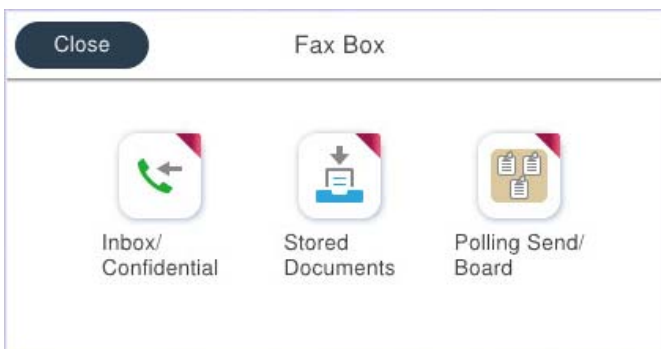 Close
Fax Box
Inbox/
Confidential
Stored
Documents
Polling Send/
Board